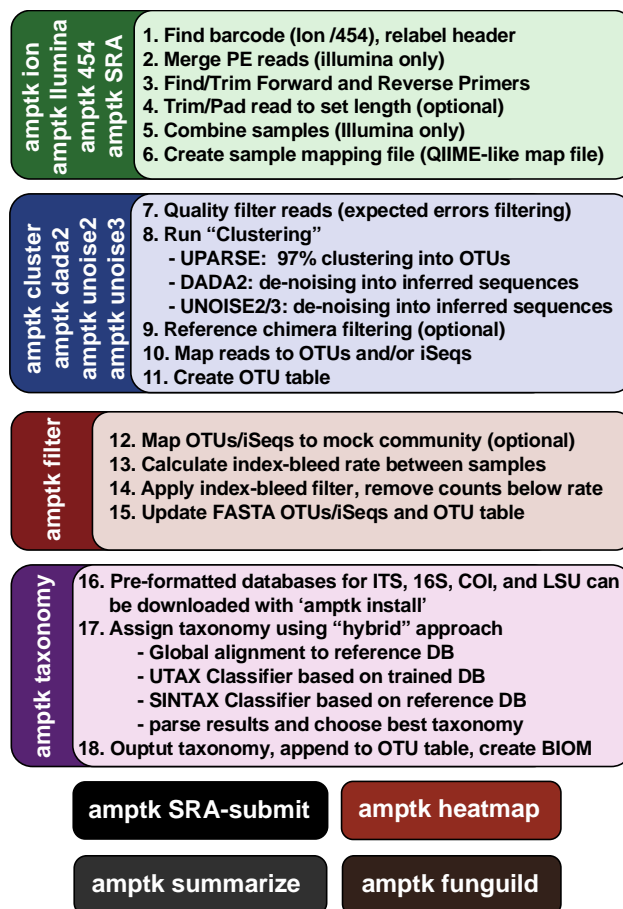 amptk ion
amptk Ilumina
amptk 454
amptk SRA
1. Find barcode (Ion /454), relabel header
2. Merge PE reads (illumina only)
3. Find/Trim Forward and Reverse Primers
4. Trim/Pad read to set length (optional)
5. Combine samples (Illumina only)
6. Create sample mapping file (QIIME-like map file)
amptk cluster
amptk dada2
amptk unoise2
amptk unoise3
7. Quality filter reads (expected errors filtering)
8. Run “Clustering”
- UPARSE: 97% clustering into OTUs
- DADA2: de-noising into inferred sequences
- UNOISE2/3: de-noising into inferred sequences
9. Reference chimera filtering (optional)
10. Map reads to OTUs and/or iSeqs
11. Create OTU table
amptk filter
12. Map OTUs/iSeqs to mock community (optional)
13. Calculate index-bleed rate between samples
14. Apply index-bleed filter, remove counts below rate
15. Update FASTA OTUs/iSeqs and OTU table
amptk taxonomy
16. Pre-formatted databases for ITS, 16S, COI, and LSU can
be downloaded with ‘amptk install’
17. Assign taxonomy using “hybrid” approach
- Global alignment to reference DB
- UTAX Classifier based on trained DB
- SINTAX Classifier based on reference DB
- parse results and choose best taxonomy
18. Ouptut taxonomy, append to OTU table, create BIOM
amptk SRA-submit
amptk heatmap
amptk summarize
amptk funguild